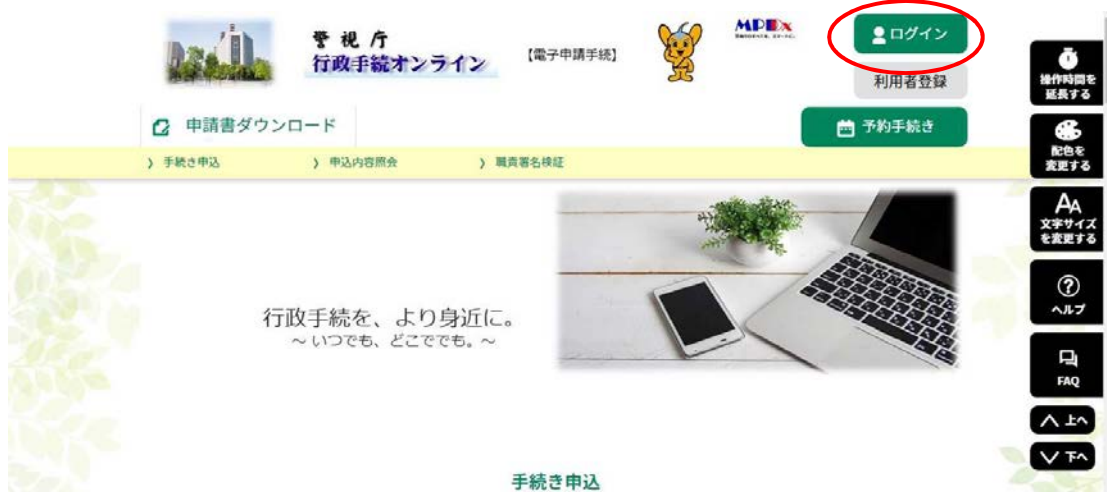 警視庁
行政手続オンライン
【電子申請手続】
MPDX
ログイン
利用者登録
申請書ダウンロード
予約手続き
手続き申込
申込内容照会
職責署名検証
行政手続を、より身近に。
~ いつでも、どこででも。~
手続き申込
操作時間を
延長する
配色を
変更する
AA
文字サイズ
を変更する
?
ヘルプ
FAQ
上へ
下へ